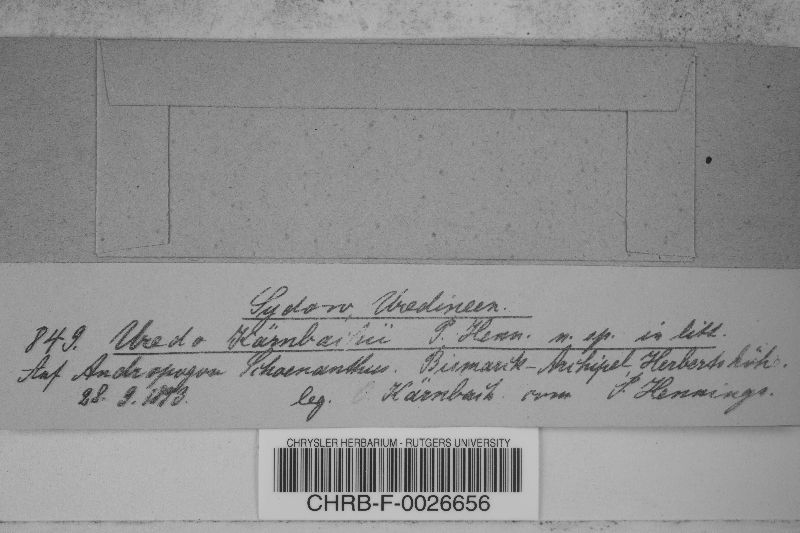 Sydow, Uredineen.
849. Uredo Kärnbachii P. Henn. n. sp. in litt.
Auf Andropogon Schoenanthus. Bismarck-Archipel, Herbertshöh.
28. 9. 1893. leg. Kärnbach. com P. Hennings.
CHRYSLER HERBARIUM - RUTGERS UNIVERSITY
CHRB-F-0026656